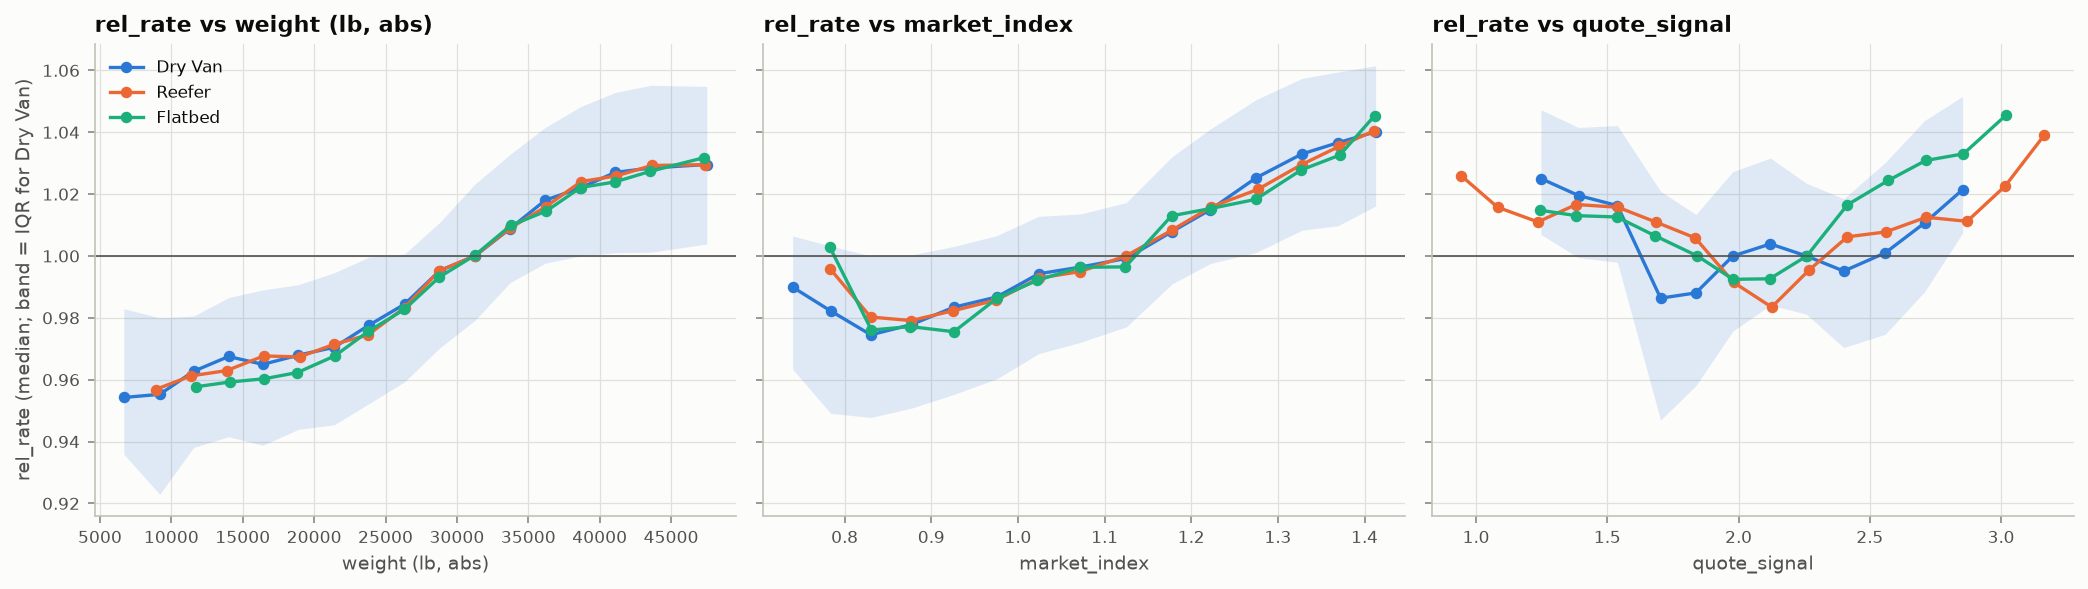 rel_rate vs weight (lb, abs)
rel_rate vs market_index
rel_rate vs quote_signal
rel_rate (median; band = IQR for Dry Van)
1.06
1.04
1.02
1.00
0.98
0.96
0.94
0.92
Dry Van
Reefer
Flatbed
5000 10000 15000 20000 25000 30000 35000 40000 45000
0.8 0.9 1.0 1.1 1.2 1.3 1.4
1.0 1.5 2.0 2.5 3.0
weight (lb, abs)
market_index
quote_signal